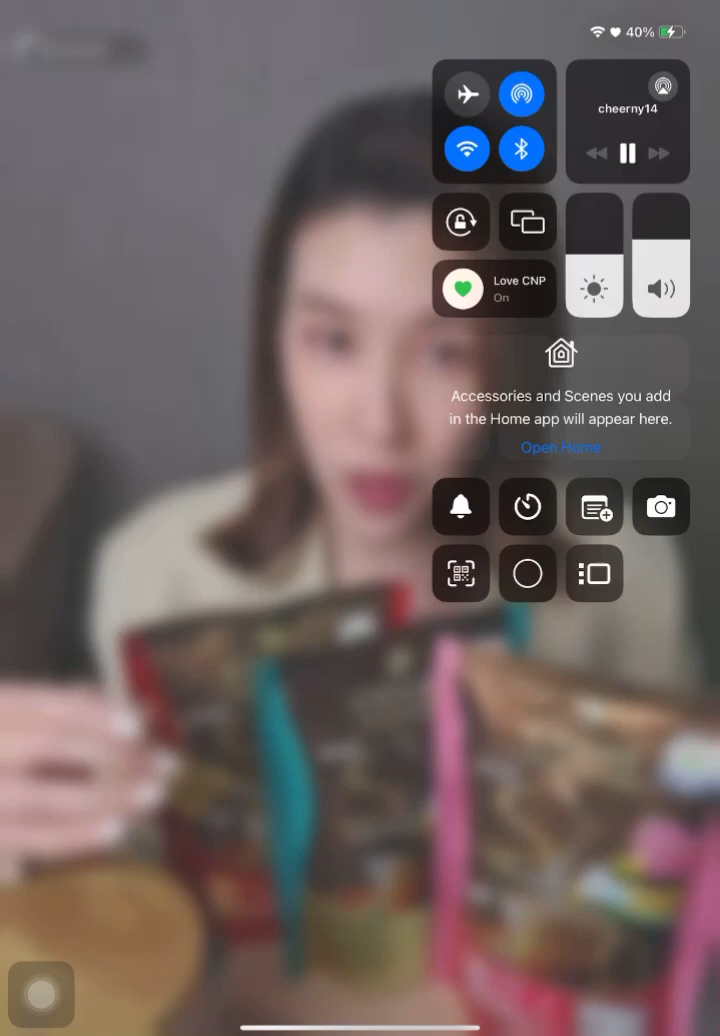 40%
cheerny14
Love CNP
On
Accessories and Scenes you add
in the Home app will appear here.
Open Home